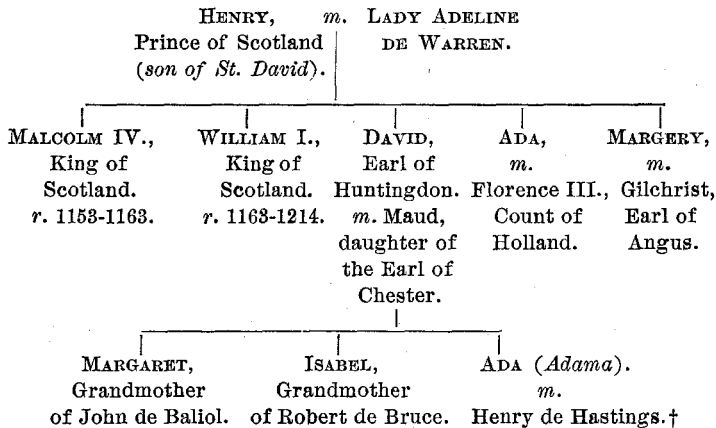 HENRY, m. LADY ADELINE
Prince of Scotland DE WARREN.
(son of St. David).
MALCOLM IV., WILLIAM I., DAVID, ADA, MARGERY,
King of King of Earl of m. m.
Scotland. Scotland. Huntingdon. Florence III., Gilchrist,
r. 1153-1163. r. 1163-1214. m. Maud, Count of Earl of
daughter of Holland. Angus.
the Earl of
Chester.
MARGARET, ISABEL, ADA (Adama).
Grandmother Grandmother m.
of John de Baliol. of Robert de Bruce. Henry de Hastings.†